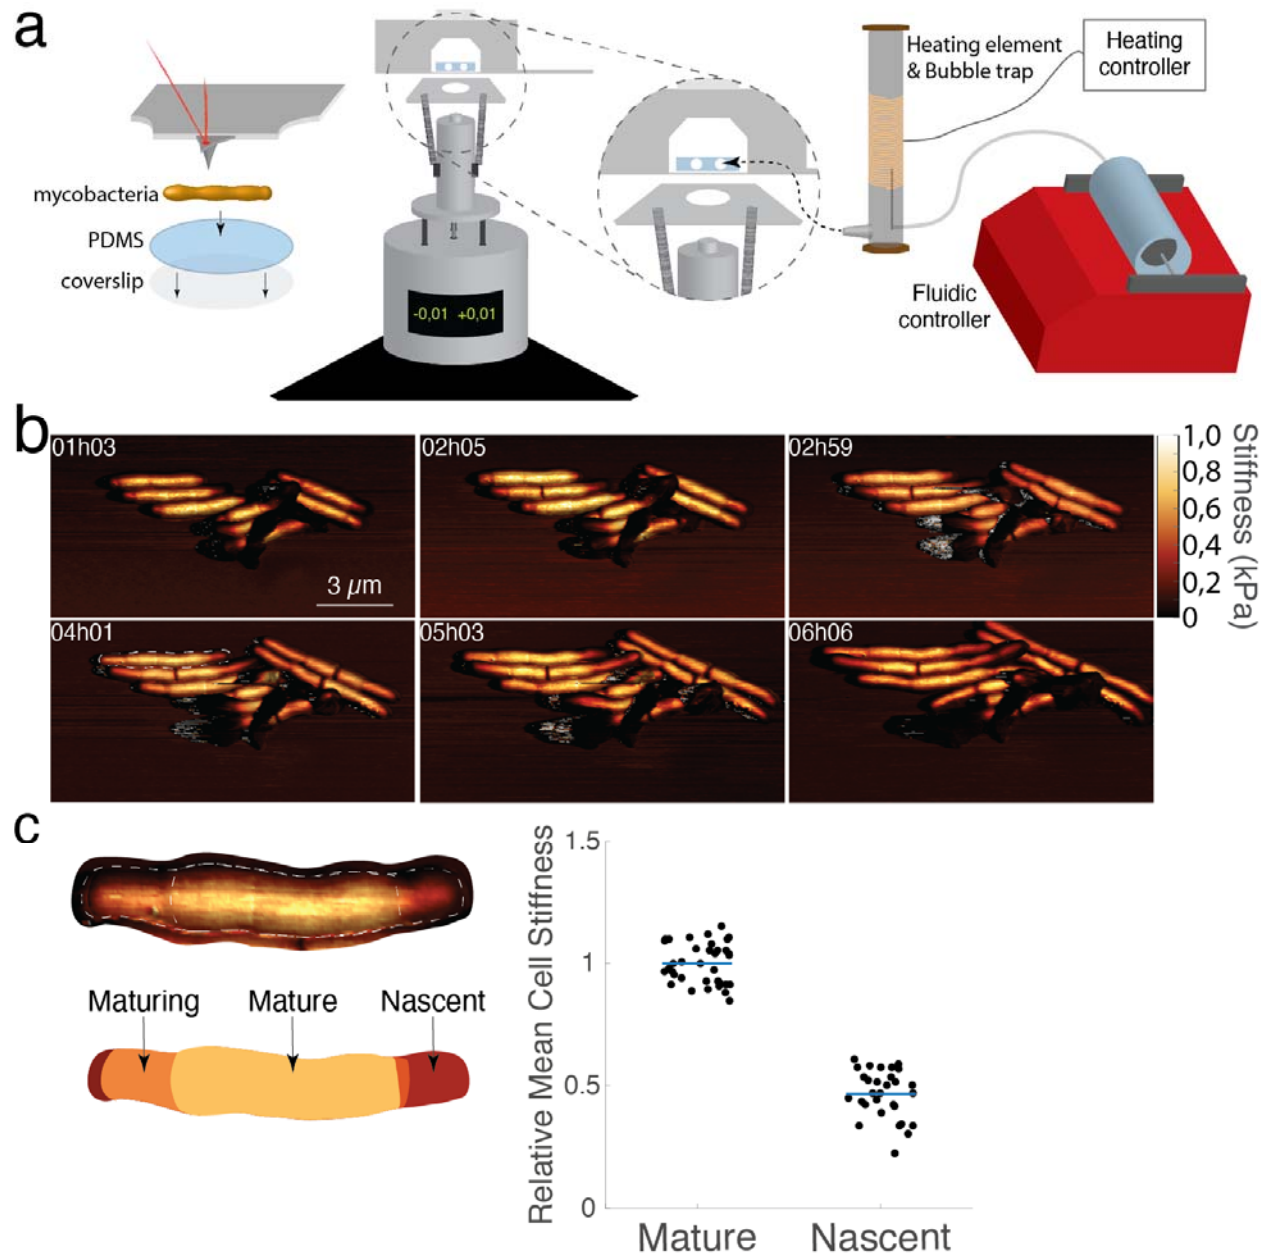 a
Heating element
& Bubble trap
Heating
controller
mycobacteria
PDMS
coverslip
-0,01 +0,01
Fluidic
controller
b
01h03
02h05
02h59
1,0
0,8
0,6
0,4
0,2
0
Stiffness (kPa)
3 µm
04h01
05h03
06h06
c
Maturing
Mature
Nascent
Relative Mean Cell Stiffness
1.5
1
0.5
0
Mature
Nascent